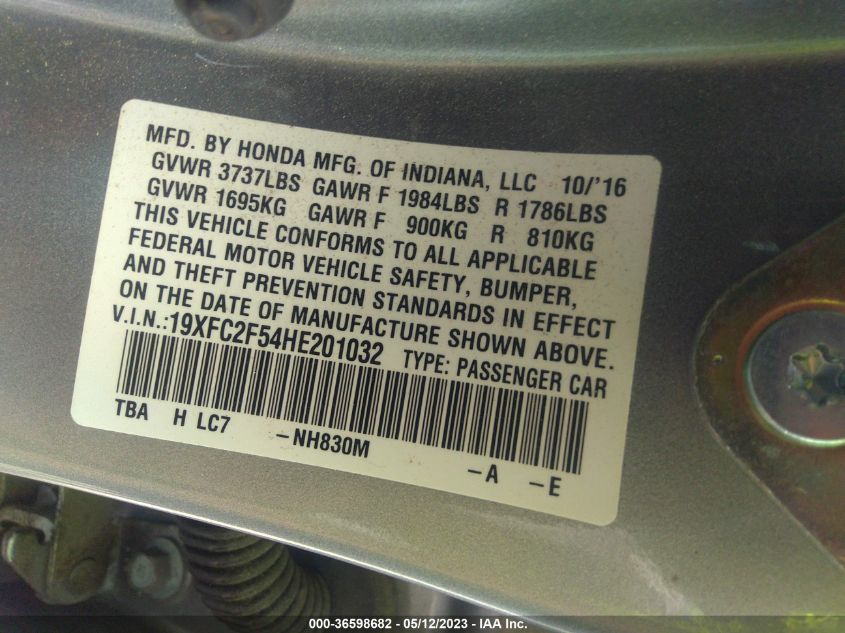 MFD. BY HONDA MFG. OF INDIANA, LLC 10/'16
GVWR 3737LBS GAWR F 1984LBS R 1786LBS
GVWR 1695KG GAWR F 900KG R 810KG
THIS VEHICLE CONFORMS TO ALL APPLICABLE
FEDERAL MOTOR VEHICLE SAFETY, BUMPER,
AND THEFT PREVENTION STANDARDS IN EFFECT
ON THE DATE OF MANUFACTURE SHOWN ABOVE.
V.I.N.:19XFC2F54HE201032 TYPE: PASSENGER CAR
TBA H LC7 -NH830M -A -E
000-36598682 - 05/12/2023 - IAA Inc.